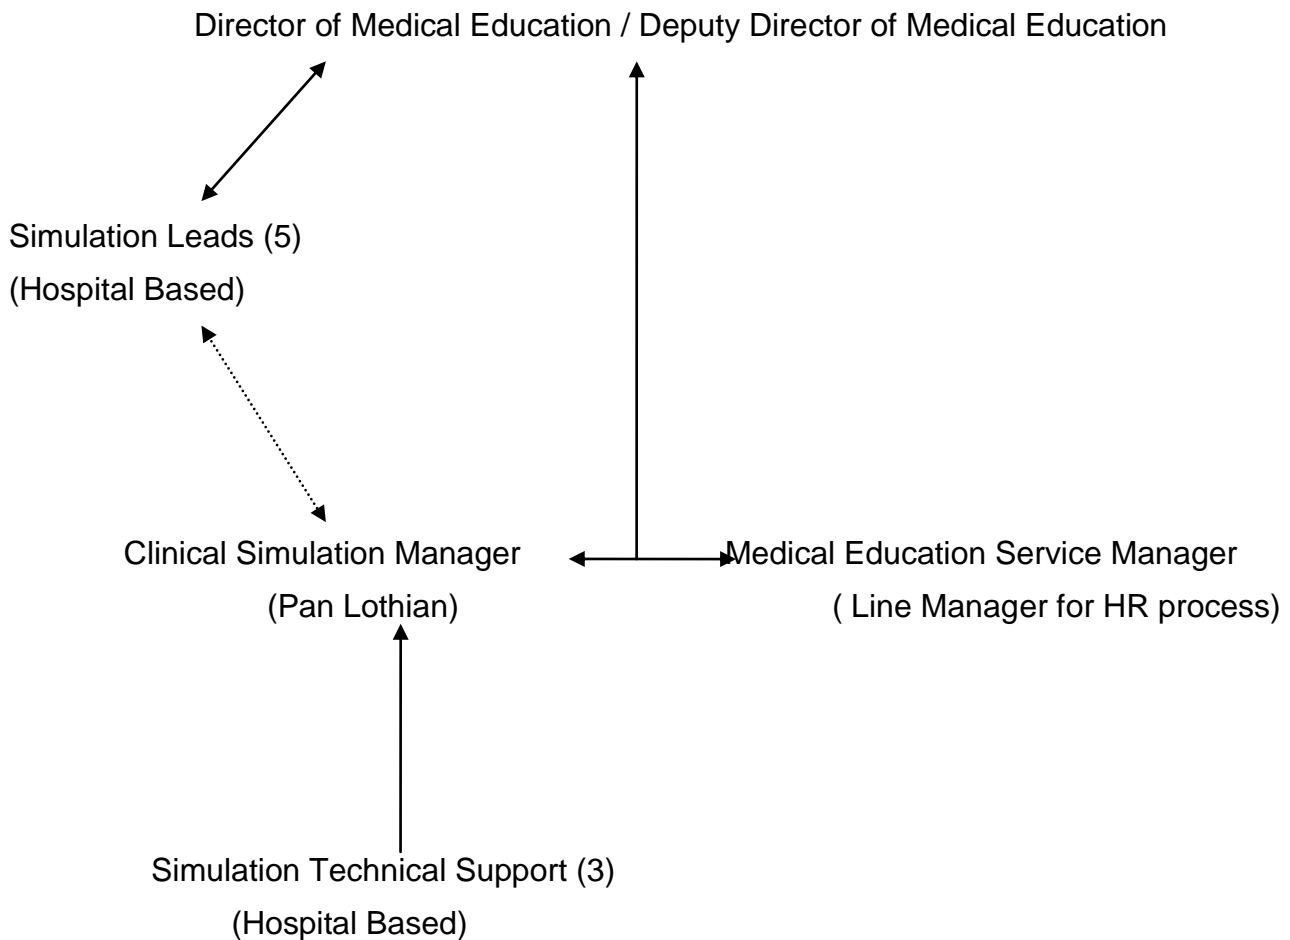 Director of Medical Education / Deputy Director of Medical Education
Simulation Leads (5)
(Hospital Based)
Clinical Simulation Manager
(Pan Lothian)
Medical Education Service Manager
( Line Manager for HR process)
Simulation Technical Support (3)
(Hospital Based)